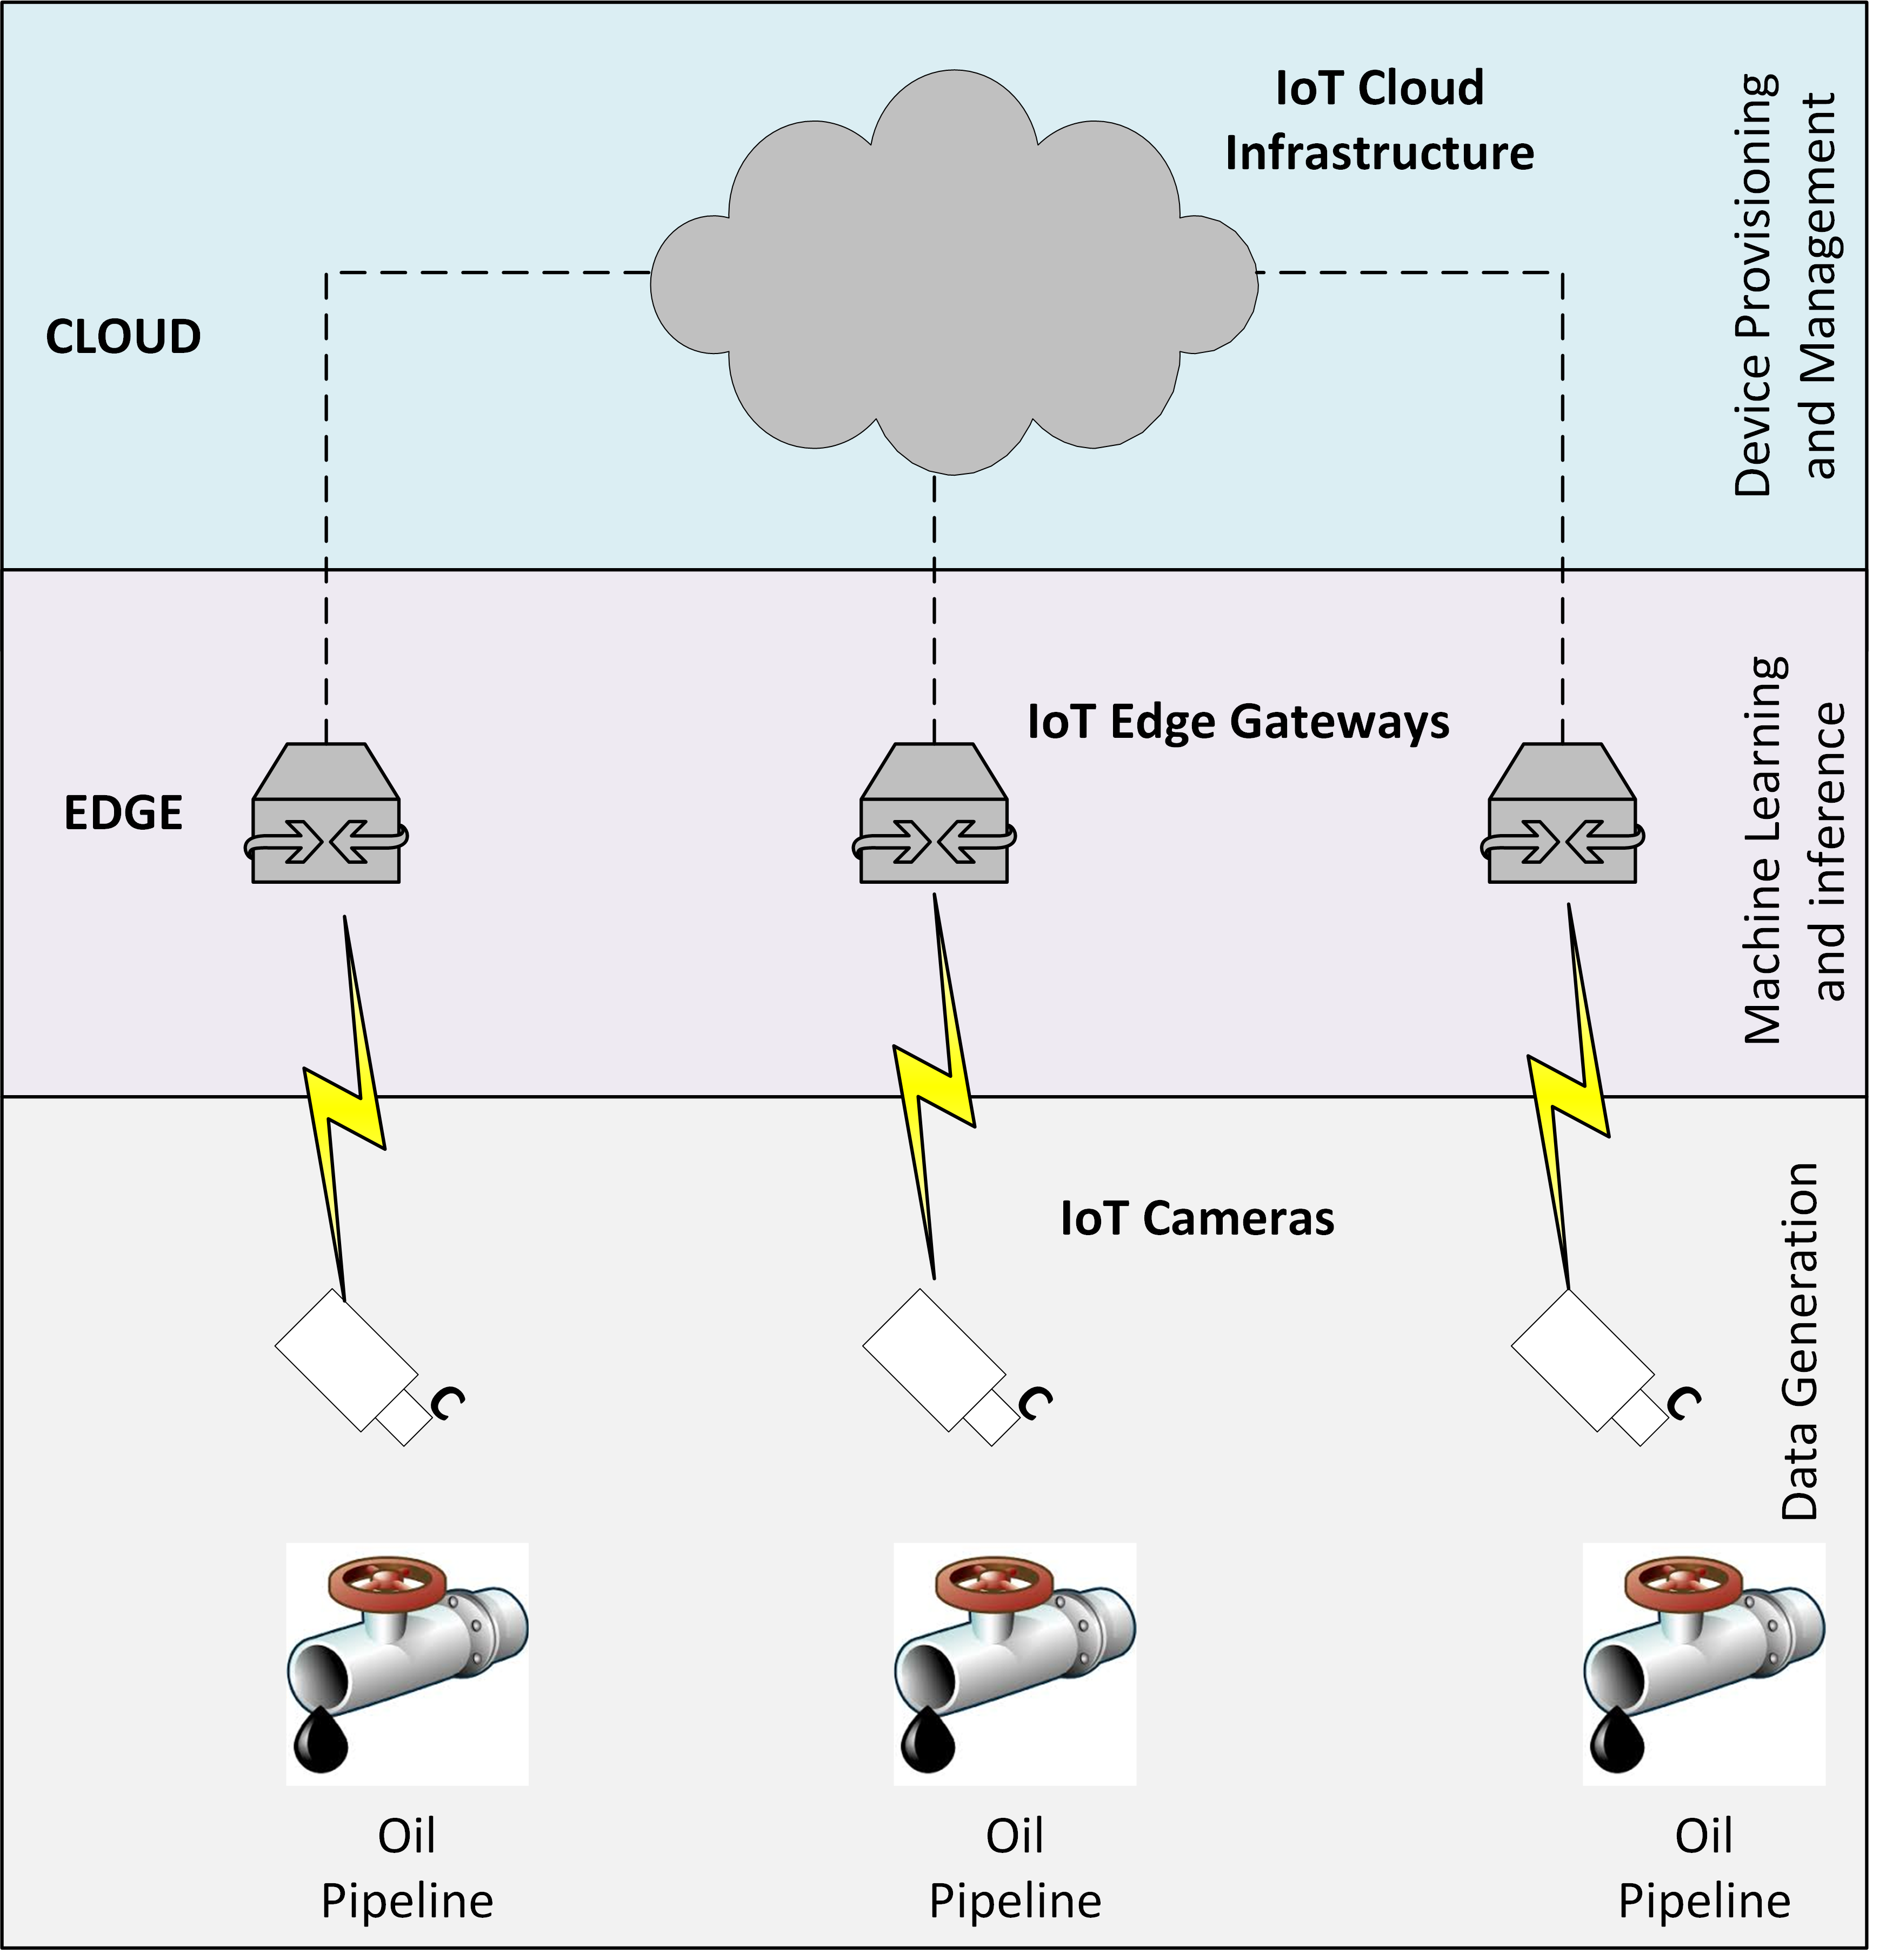 IoT Cloud
Infrastructure
Device Provisioning
and Management
CLOUD
IoT Edge Gateways
EDGE
Machine Learning
and inference
IoT Cameras
Data Generation
C
C
C
Oil
Pipeline
Oil
Pipeline
Oil
Pipeline